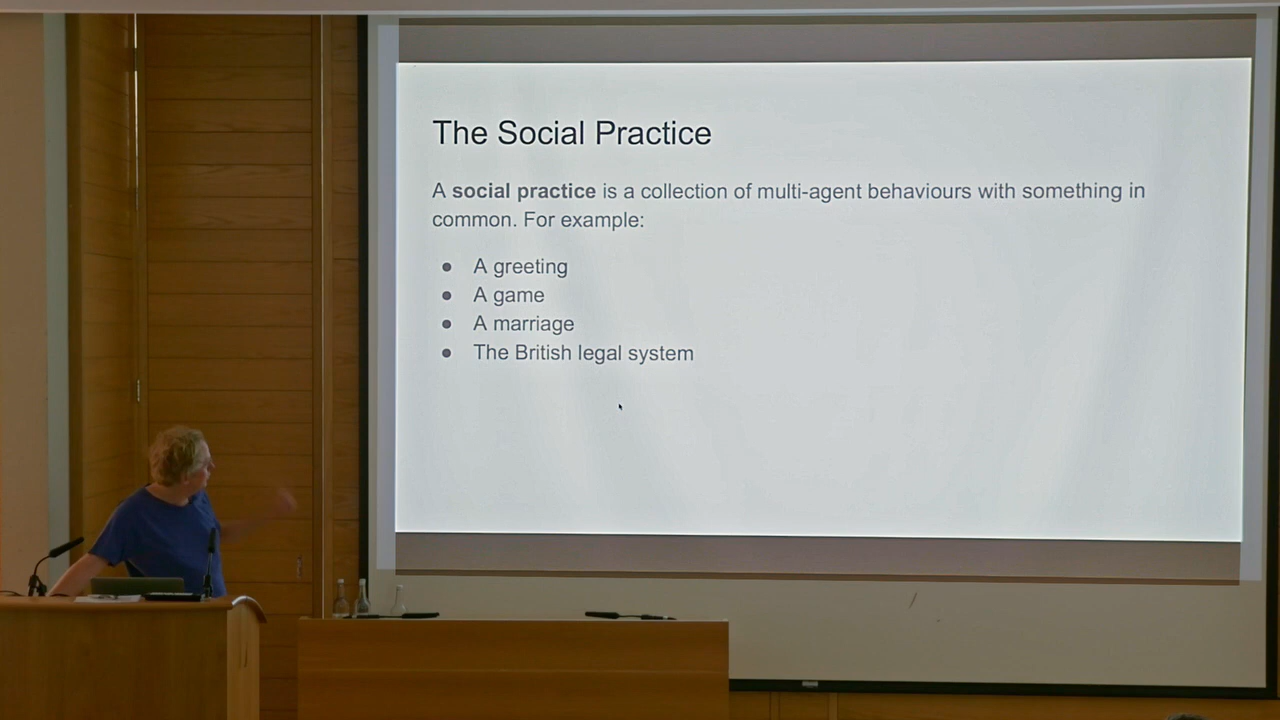 The Social Practice
A social practice is a collection of multi-agent behaviours with something in
common. For example:
● A greeting
● A game
● A marriage
● The British legal system